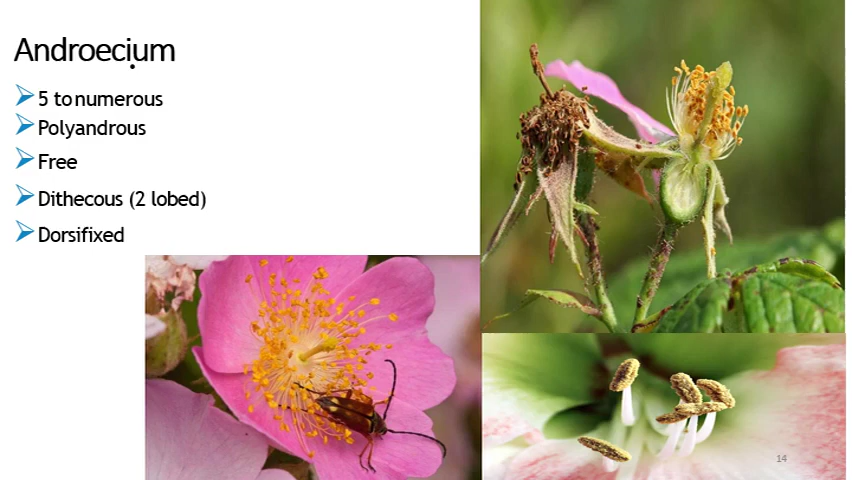 Androecium
5 to numerous
Polyandrous
Free
Dithecous (2 lobed)
Dorsifixed
14